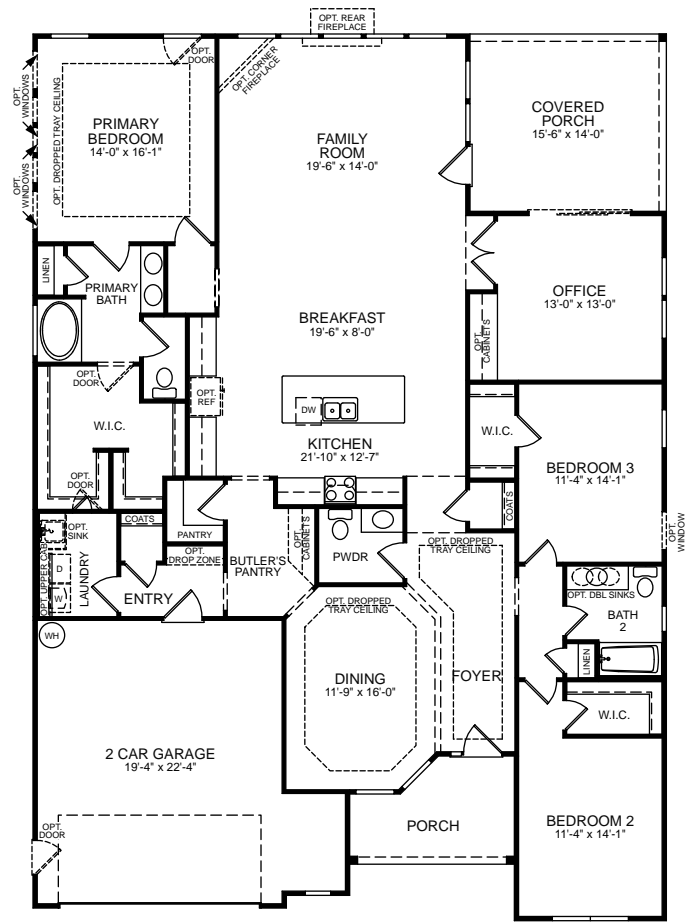 OPT. REAR
FIREPLACE
OPT.
DOOR
OPT. CORNER
FIREPLACE
OPT.
WINDOWS
OPT.
WINDOWS
OPT. DROPPED TRAY CEILING
PRIMARY
BEDROOM
14'-0" x 16'-1"
FAMILY
ROOM
19'-6" x 14'-0"
COVERED
PORCH
15'-6" x 14'-0"
LINEN
PRIMARY
BATH
BREAKFAST
19'-6" x 8'-0"
OFFICE
13'-0" x 13'-0"
OPT.
CABINETS
OPT.
DOOR
OPT.
REF
DW
W.I.C.
KITCHEN
21'-10" x 12'-7"
W.I.C.
BEDROOM 3
11'-4" x 14'-1"
OPT.
DOOR
COATS
OPT.
WINDOW
OPT.
SINK
COATS
PANTRY
OPT.
CABINETS
PWDR
OPT. DROPPED
TRAY CEILING
OPT. UPPER CABS
D
W
LAUNDRY
OPT.
DROP ZONE
BUTLER'S
PANTRY
ENTRY
OPT. DBL SINKS
BATH
2
LINEN
WH
OPT. DROPPED
TRAY CEILING
DINING
11'-9" x 16'-0"
FOYER
W.I.C.
2 CAR GARAGE
19'-4" x 22'-4"
OPT.
DOOR
PORCH
BEDROOM 2
11'-4" x 14'-1"